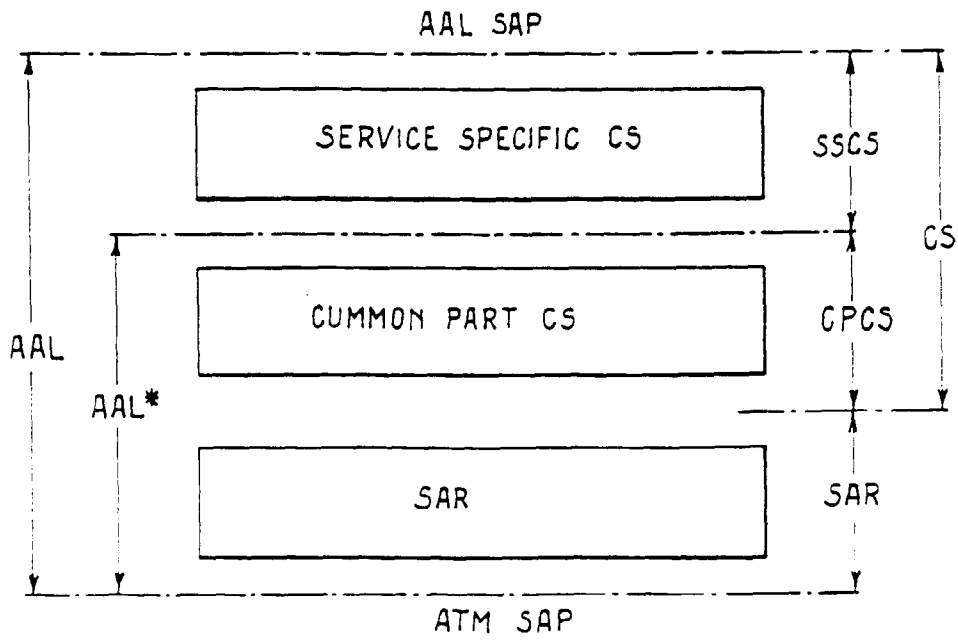 AAL SAP
SERVICE SPECIFIC CS
SSCS
CS
CUMMON PART CS
CPCS
AAL
AAL*
SAR
SAR
ATM SAP